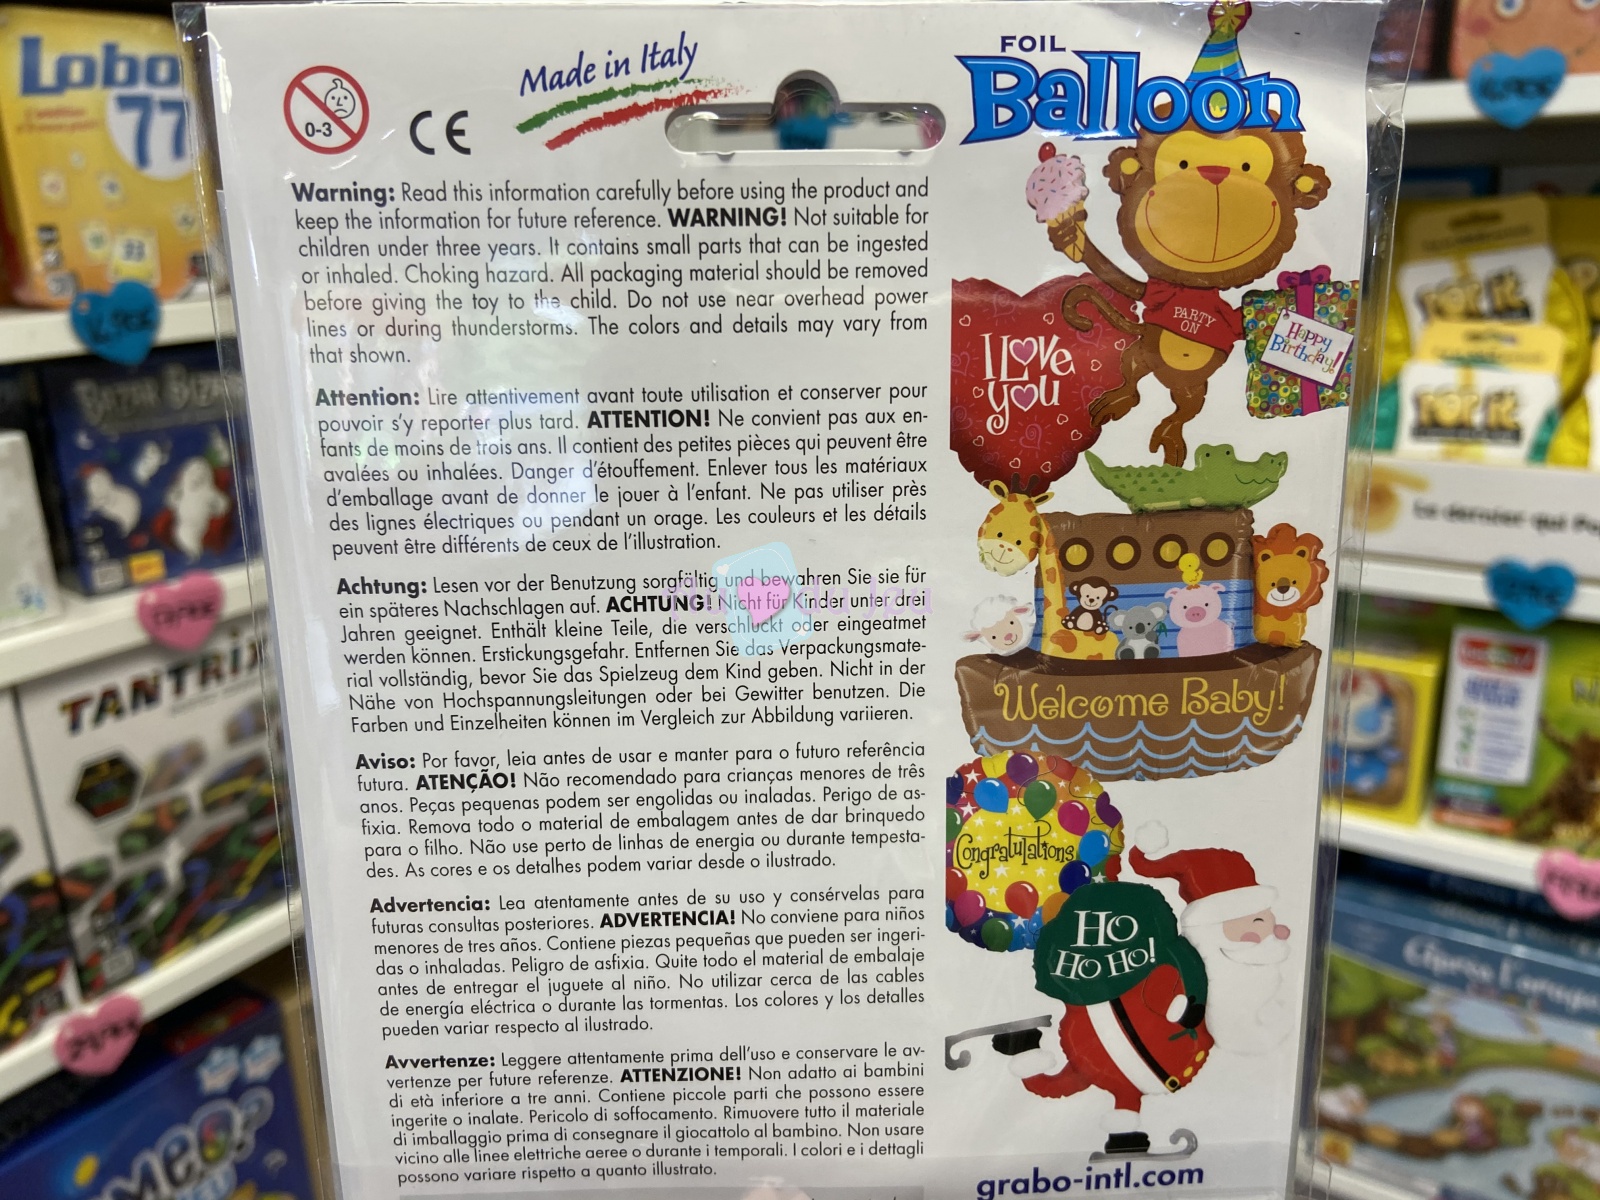 Lobo
77
0-3
CE
Made in Italy
FOIL
Balloon
Warning: Read this information carefully before using the product and
keep the information for future reference. WARNING! Not suitable for
children under three years. It contains small parts that can be ingested
or inhaled. Choking hazard. All packaging material should be removed
before giving the toy to the child. Do not use near overhead power
lines or during thunderstorms. The colors and details may vary from
that shown.
Attention: Lire attentivement avant toute utilisation et conserver pour
pouvoir s'y reporter plus tard. ATTENTION! Ne convient pas aux en-
fants de moins de trois ans. Il contient des petites pièces qui peuvent être
avalées ou inhalées. Danger d'étouffement. Enlever tous les matériaux
d'emballage avant de donner le jouer à l'enfant. Ne pas utiliser près
des lignes électriques ou pendant un orage. Les couleurs et les détails
peuvent être différents de ceux de l'illustration.
Achtung: Lesen vor der Benutzung sorgfältig und bewahren Sie sie für
ein späteres Nachschlagen auf. ACHTUNG! Nicht für Kinder unter drei
Jahren geeignet. Enthält kleine Teile, die verschluckt oder eingeatmet
werden können. Erstickungsgefahr. Entfernen Sie das Verpackungsmate-
rial vollständig, bevor Sie das Spielzeug dem Kind geben. Nicht in der
Nähe von Hochspannungsleitungen oder bei Gewitter benutzen. Die
Farben und Einzelheiten können im Vergleich zur Abbildung variieren.
Aviso: Por favor, leia antes de usar e manter para o futuro referência
futura. ATENÇÃO! Não recomendado para crianças menores de três
anos. Peças pequenas podem ser engolidas ou inaladas. Perigo de as-
fixia. Remova todo o material de embalagem antes de dar brinquedo
para o filho. Não use perto de linhas de energia ou durante tempesta-
des. As cores e os detalhes podem variar desde o ilustrado.
Advertencia: Lea atentamente antes de su uso y consérvelas para
futuras consultas posteriores. ADVERTENCIA! No conviene para niños
menores de tres años. Contiene piezas pequeñas que pueden ser ingeri-
das o inhaladas. Peligro de asfixia. Quite todo el material de embalaje
antes de entregar el juguete al niño. No utilizar cerca de las cables
de energía eléctrica o durante las tormentas. Los colores y los detalles
pueden variar respecto al ilustrado.
Avvertenze: Leggere attentamente prima dell'uso e conservare le av-
vertenze per future referenze. ATTENZIONE! Non adatto ai bambini
di età inferiore a tre anni. Contiene piccole parti che possono essere
ingerite o inalate. Pericolo di soffocamento. Rimuovere tutto il materiale
di imballaggio prima di consegnare il giocattolo al bambino. Non usare
vicino alle linee elettriche aeree o durante i temporali. I colori e i dettagli
possono variare rispetto a quanto illustrato.
PARTY
ON
I Love
you
Happy
Birthday!
Welcome Baby!
Congratulations
HO
HO HO!
grabo-intl.com
TANTRIX
Le dernier qui